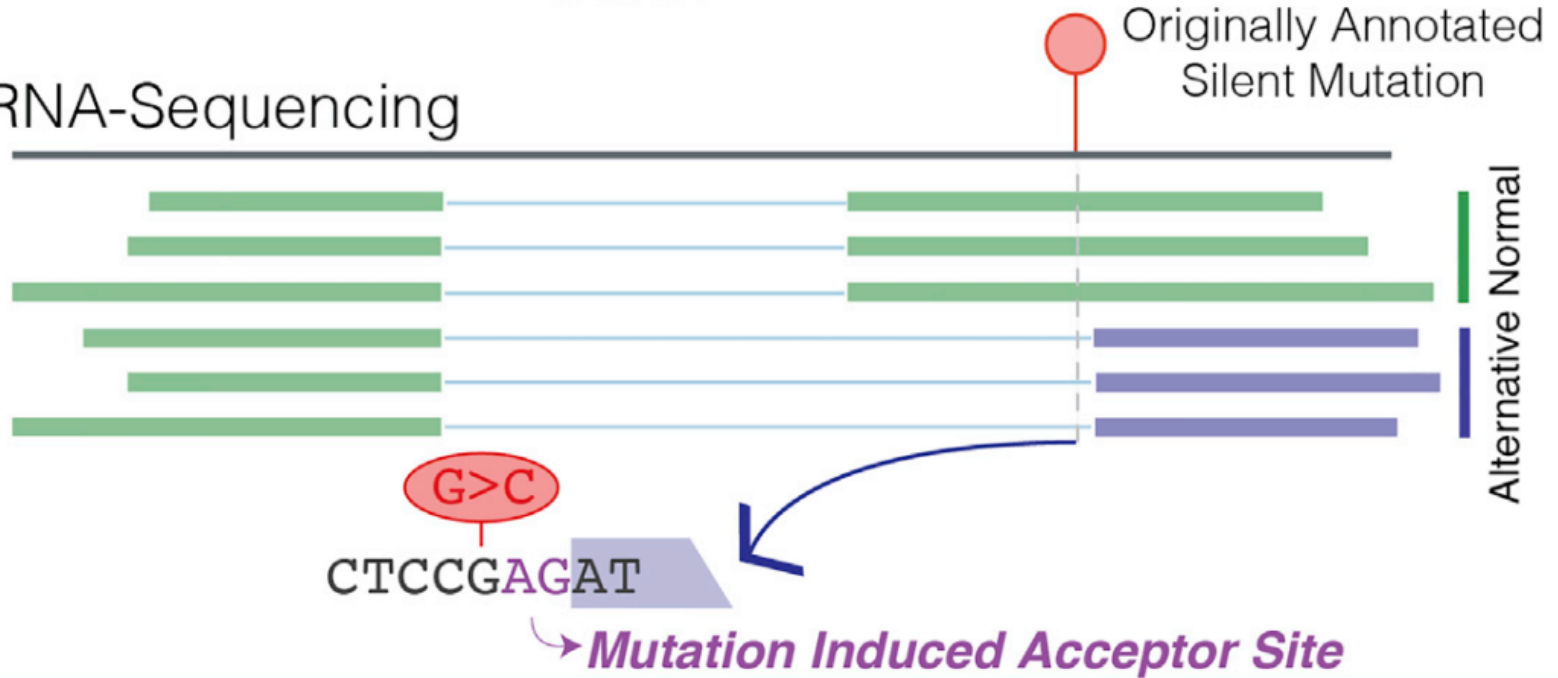 Originally Annotated
Silent Mutation
RNA-Sequencing
Normal
Alternative
G>C
CTCCGAGAT
Mutation Induced Acceptor Site